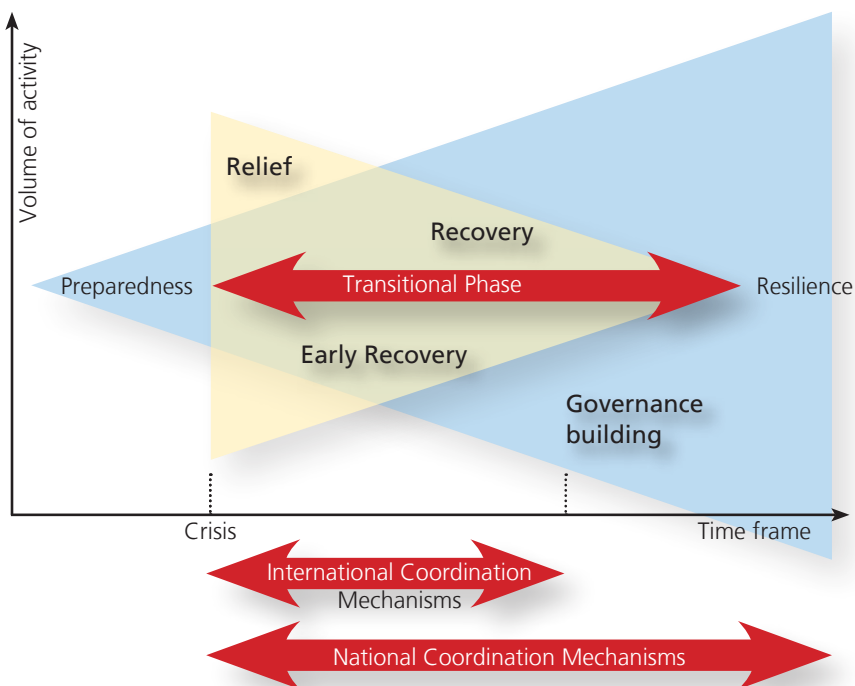 Volume of activity
Relief
Recovery
Preparedness
Transitional Phase
Resilience
Early Recovery
Governance
building
Crisis
Time frame
International Coordination
Mechanisms
National Coordination Mechanisms